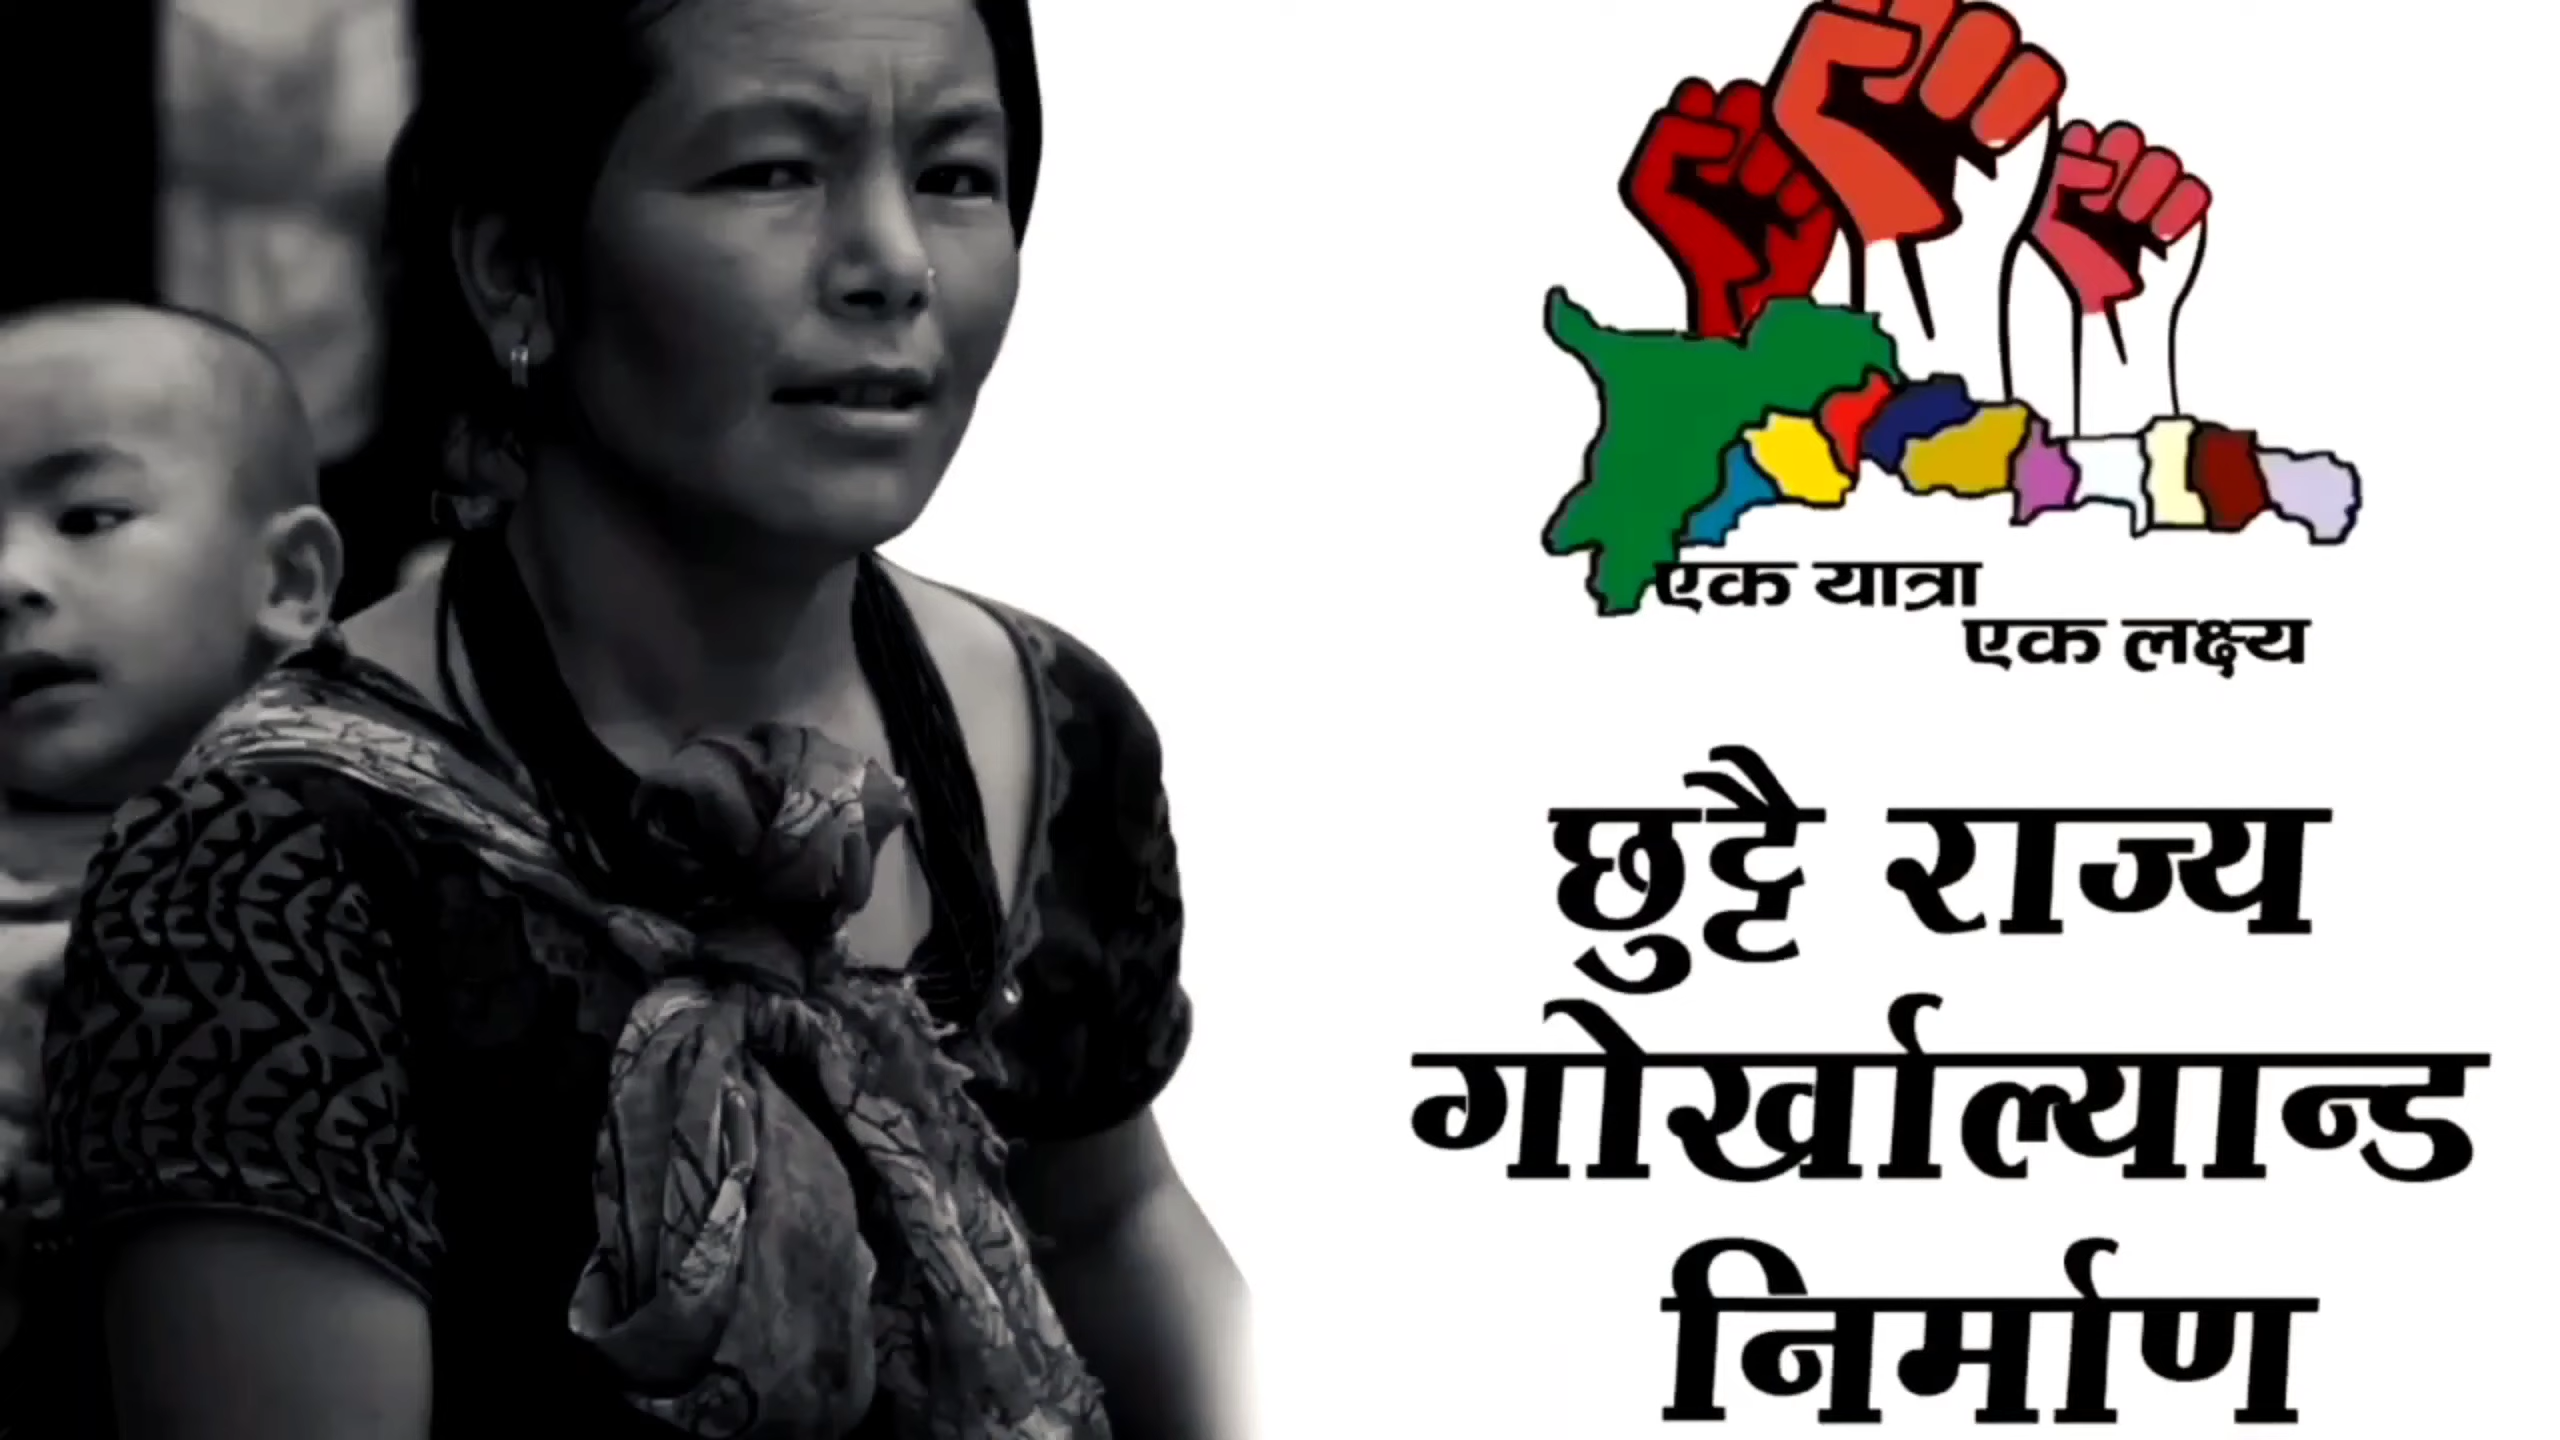 एक यात्रा
एक लक्ष्य
छुट्टै राज्य
गोर्खाल्यान्ड
निर्माण